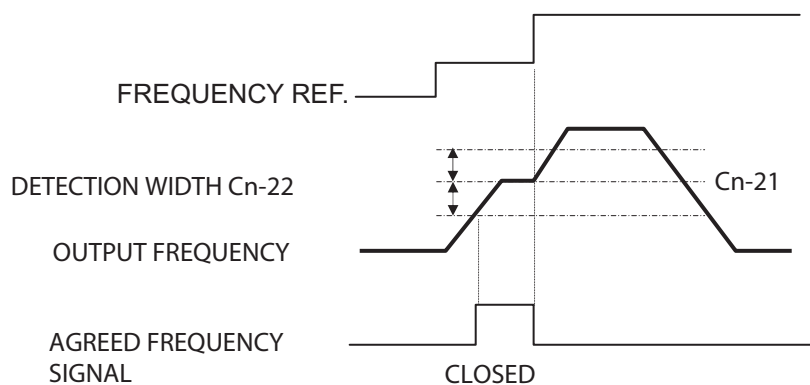 FREQUENCY REF.
DETECTION WIDTH Cn-22
Cn-21
OUTPUT FREQUENCY
AGREED FREQUENCY
SIGNAL
CLOSED